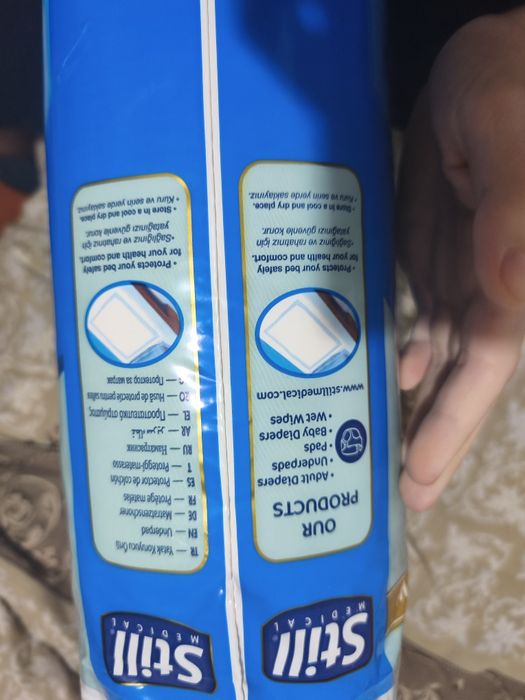 Still
MEDICAL
TR — Yatak Koruyucu Örtü
EN — Underpad
DE — Matratzenschoner
FR — Protège matelas
ES — Protector de colchón
T — Proteggi-materasso
RU — Наматрасник
AR —
EL — Προστατευτικό στρώματος
RO — Husă de protecție pentru saltea
— Протектор за матрак
• Protects your bed safely
for your health and comfort.
•Sağlığınız ve rahatınız için
yatağınızı güvenle korur.
• Store in cool and dry place.
• Kuru ve serin yerde saklayınız.
Still
MEDICAL
OUR
PRODUCTS
• Adult Diapers
• Underpads
• Pads
• Baby Diapers
• Wet Wipes
www.stillmedical.com
• Protects your bed safely
for your health and comfort.
•Sağlığınız ve rahatınız için
yatağınızı güvenle korur.
• Store in a cool and dry place.
• Kuru ve serin yerde saklayınız.